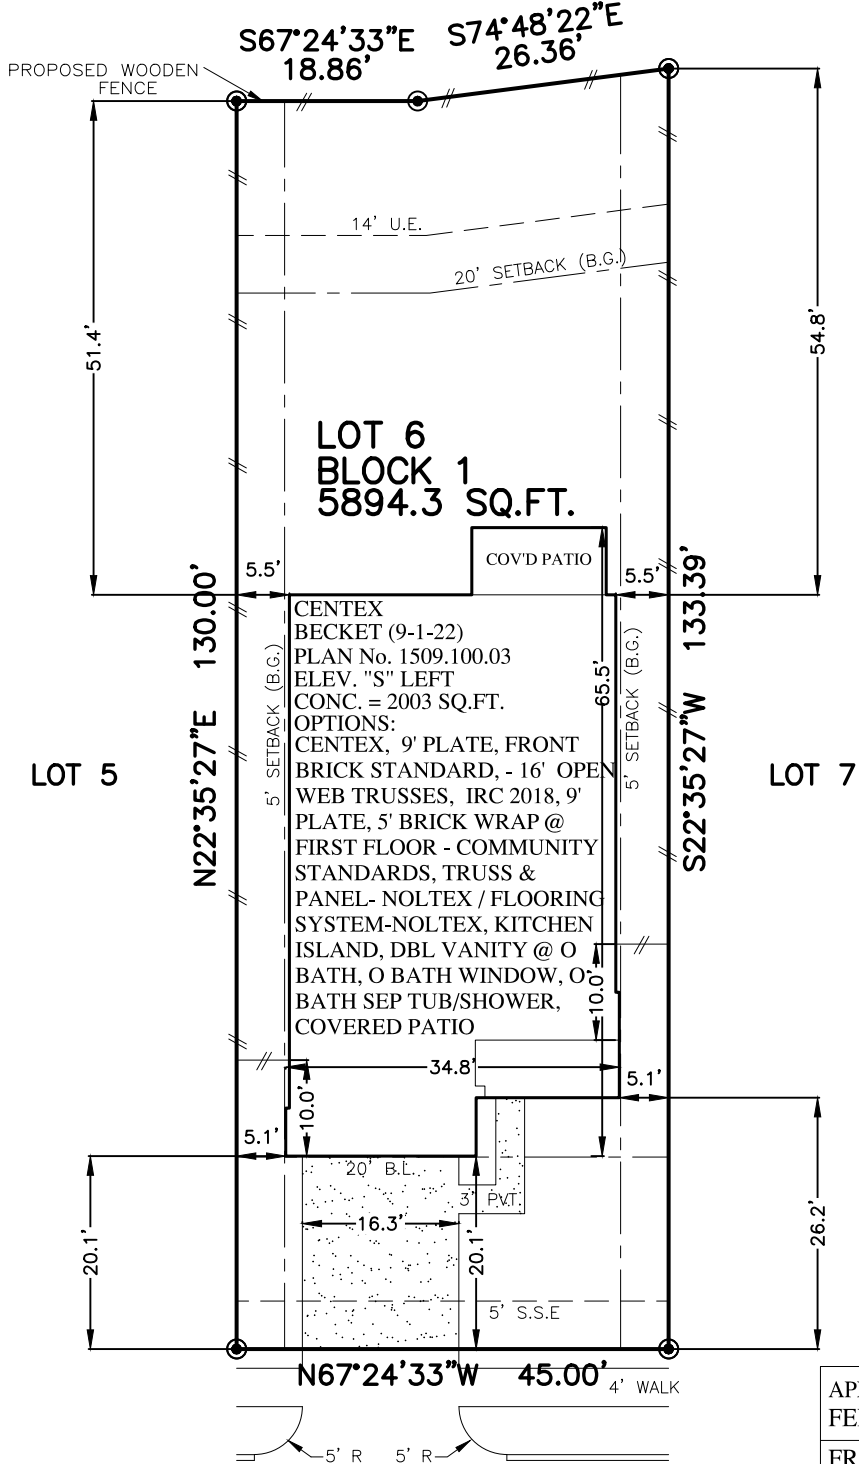 S67°24'33"E
18.86'
S74°48'22"E
26.36'
PROPOSED WOODEN
FENCE
14' U.E.
20' SETBACK (B.G.)
51.4'
54.8'
LOT 6
BLOCK 1
5894.3 SQ.FT.
COV'D PATIO
5.5'
5.5'
N22°35'27"E 130.00'
S22°35'27"W 133.39'
5' SETBACK (B.G.)
5' SETBACK (B.G.)
65.5'
CENTEX
BECKET (9-1-22)
PLAN No. 1509.100.03
ELEV. "S" LEFT
CONC. = 2003 SQ.FT.
OPTIONS:
CENTEX, 9' PLATE, FRONT
BRICK STANDARD, - 16' OPEN
WEB TRUSSES, IRC 2018, 9'
PLATE, 5' BRICK WRAP @
FIRST FLOOR - COMMUNITY
STANDARDS, TRUSS &
PANEL- NOLTEX / FLOORING
SYSTEM-NOLTEX, KITCHEN
ISLAND, DBL VANITY @ O
BATH, O BATH WINDOW, O
BATH SEP TUB/SHOWER,
COVERED PATIO
LOT 5
LOT 7
10.0'
34.8'
10.0'
5.1'
5.1'
20' B.L.
3' PVT
16.3'
20.1'
20.1'
26.2'
5' S.S.E
N67°24'33"W 45.00'
4' WALK
5' R
5' R